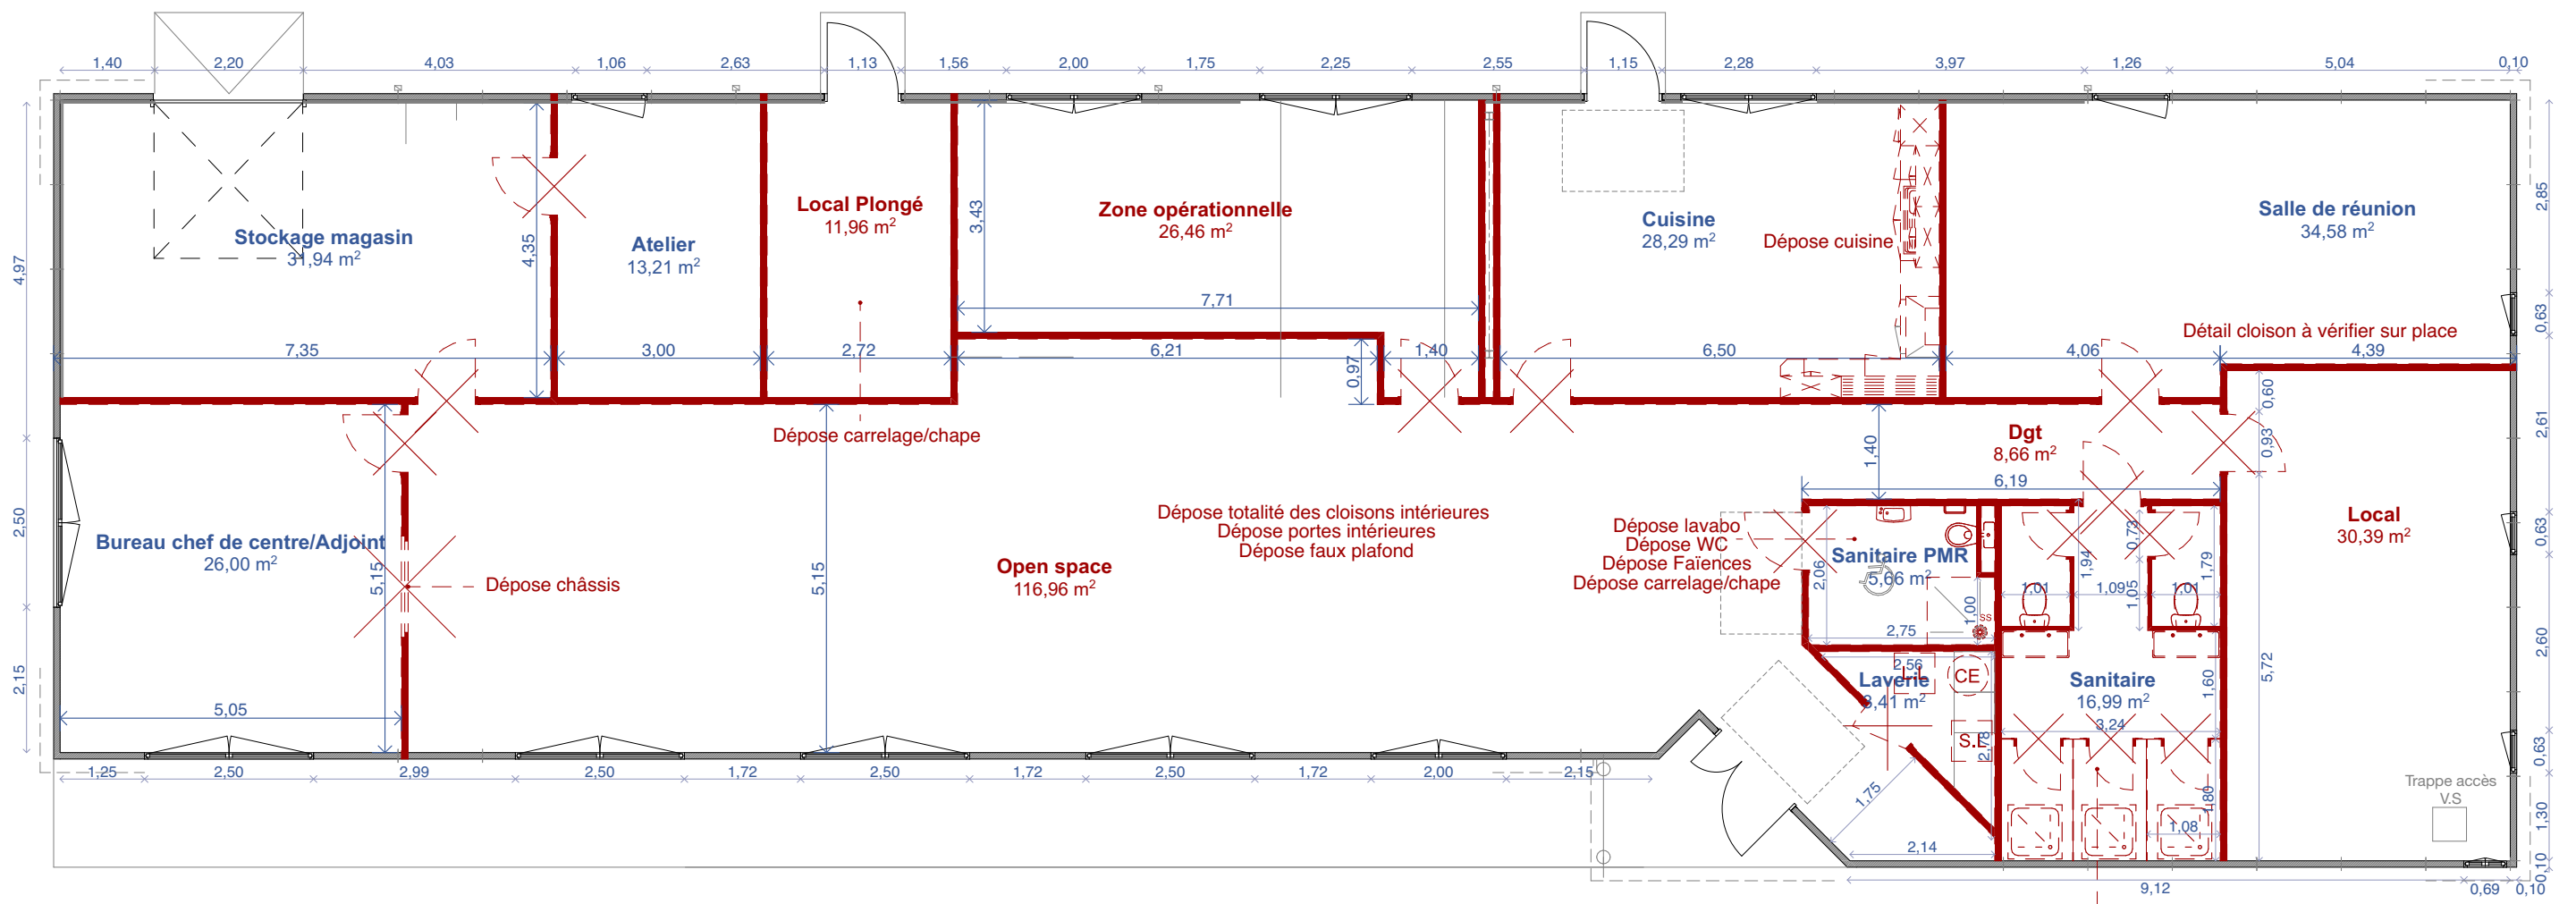 1,40 2,20 4,03 1,06 2,63 1,13 1,56 2,00 1,75 2,25 2,55 1,15 2,28 3,97 1,26 5,04 0,10
4,97
2,50
2,15
Stockage magasin
31,94 m²
4,35
Atelier
13,21 m²
Local Plongé
11,96 m²
3,43
Zone opérationnelle
26,46 m²
7,71
Cuisine
28,29 m²
Dépose cuisine
Salle de réunion
34,58 m²
Détail cloison à vérifier sur place
7,35 3,00 2,72 6,21 1,40 6,50 4,06 4,39
0,97
2,85
0,63
2,61
0,63
2,60
0,63
1,30
0,10
Dépose carrelage/chape
1,40
Dgt
8,66 m²
6,19
0,60
0,93
5,72
Bureau chef de centre/Adjoint
26,00 m²
5,15
5,05
Dépose châssis
5,15
Open space
116,96 m²
Dépose totalité des cloisons intérieures
Dépose portes intérieures
Dépose faux plafond
Dépose lavabo
Dépose WC
Dépose Faïences
Dépose carrelage/chape
Sanitaire PMR
5,66 m²
2,06
2,75
1,00
SS
1,01 1,09 1,01
1,94
0,73
1,05
1,79
Local
30,39 m²
2,56
LL
CE
Laverie
3,41 m²
S.L
2,78
1,75
2,14
Sanitaire
16,99 m²
3,24
1,60
1,80
1,08
Trappe accès
V.S
1,25 2,50 2,99 2,50 1,72 2,50 1,72 2,50 1,72 2,00 2,15
9,12 0,69 0,10